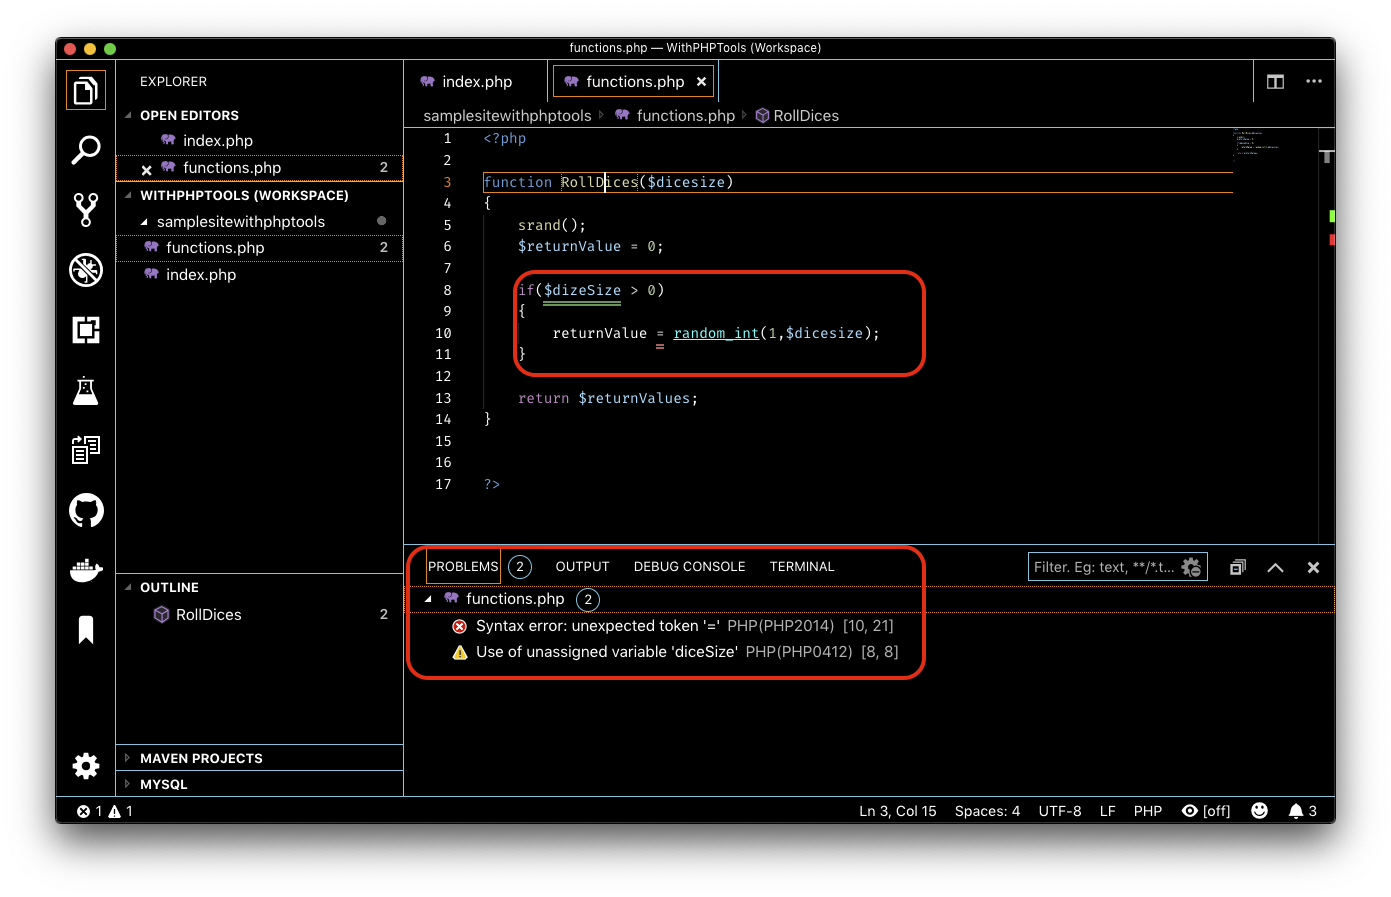 functions.php — WithPHPTools (Workspace)
EXPLORER
OPEN EDITORS
index.php
functions.php 2
WITHPHPTOOLS (WORKSPACE)
samplesitewithphptools
functions.php 2
index.php
OUTLINE
RollDices 2
MAVEN PROJECTS
MYSQL
index.php functions.php
samplesitewithphptools functions.php RollDices
1 <?php
2
3 function RollDices($dicesize)
4 {
5 srand();
6 $returnValue = 0;
7
8 if($dizeSize > 0)
9 {
10 returnValue = random_int(1,$dicesize);
11 }
12
13 return $returnValues;
14 }
15
16
17 ?>
PROBLEMS 2 OUTPUT DEBUG CONSOLE TERMINAL Filter. Eg: text, **/*.t...
functions.php 2
Syntax error: unexpected token '=' PHP(PHP2014) [10, 21]
Use of unassigned variable 'diceSize' PHP(PHP0412) [8, 8]
1 1 Ln 3, Col 15 Spaces: 4 UTF-8 LF PHP [off] 3